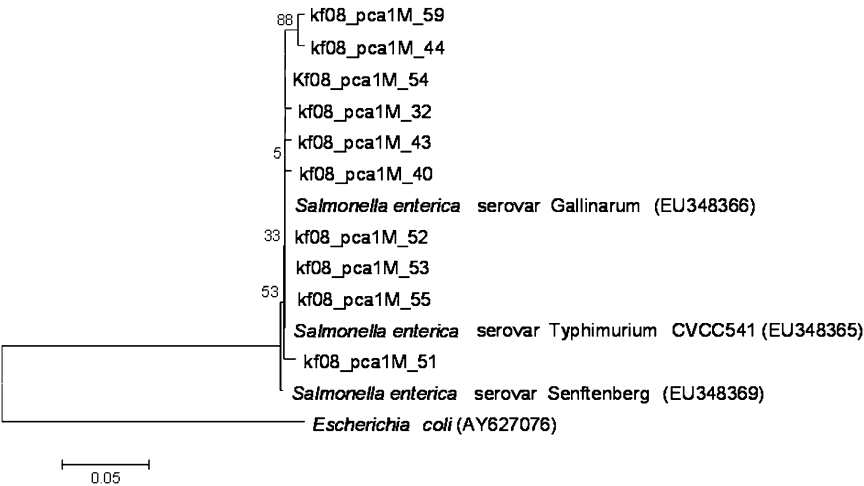 88
kf08_pca1M_59
kf08_pca1M_44
Kf08_pca1M_54
kf08_pca1M_32
kf08_pca1M_43
5
kf08_pca1M_40
Salmonella enterica serovar Gallinarum (EU348366)
33
kf08_pca1M_52
kf08_pca1M_53
53
kf08_pca1M_55
Salmonella enterica serovar Typhimurium CVCC541 (EU348365)
kf08_pca1M_51
Salmonella enterica serovar Senftenberg (EU348369)
Escherichia coli (AY627076)
0.05